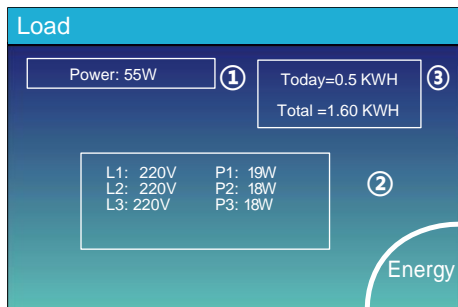 Load
Power: 55W
①
Today=0.5 KWH
③
Total =1.60 KWH
L1: 220V P1: 19W
L2: 220V P2: 18W
②
L3: 220V P3: 18W
Energy